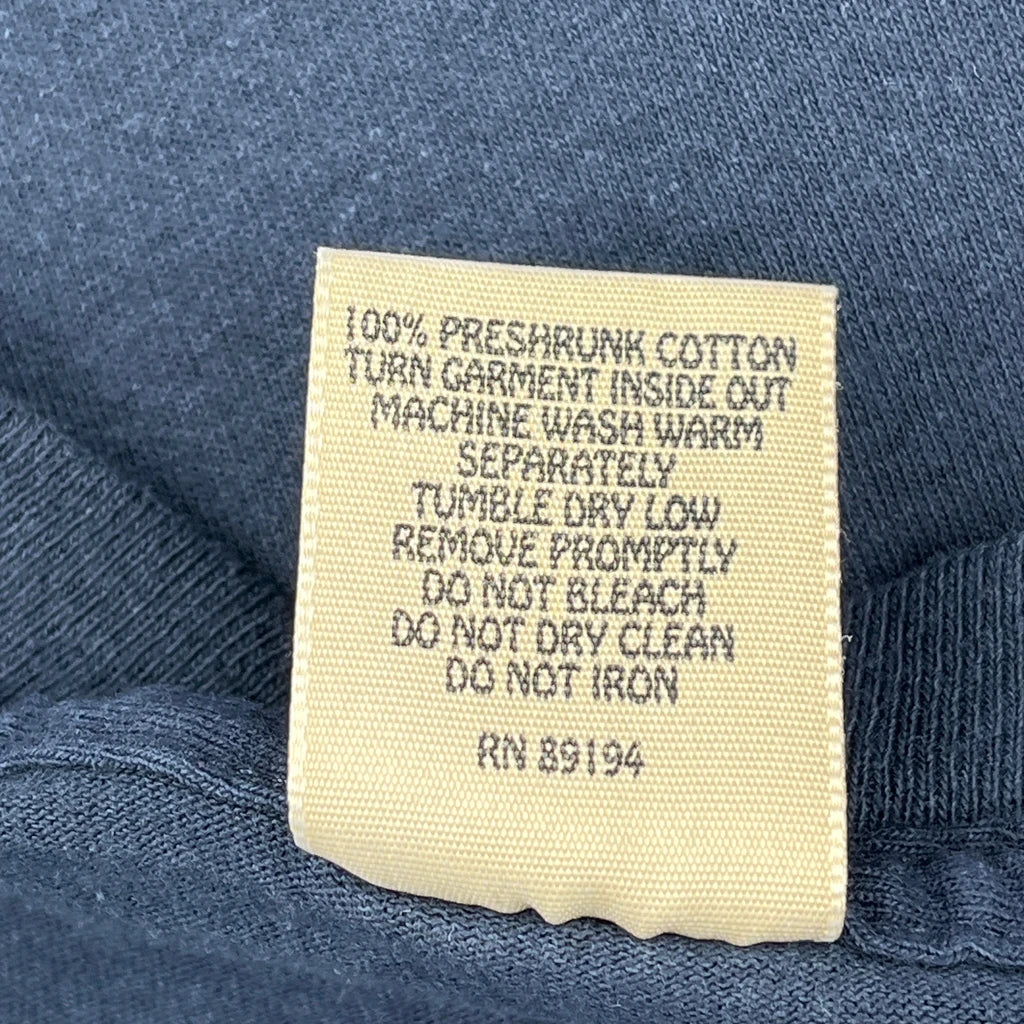 100% PRESHRUNK COTTON
TURN GARMENT INSIDE OUT
MACHINE WASH WARM
SEPARATELY
TUMBLE DRY LOW
REMOVE PROMPTLY
DO NOT BLEACH
DO NOT DRY CLEAN
DO NOT IRON
RN 89194